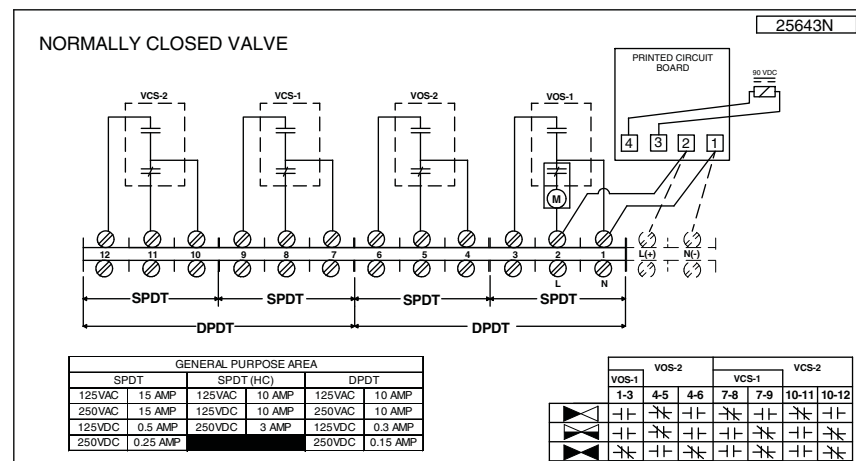 25643N
NORMALLY CLOSED VALVE
PRINTED CIRCUIT
BOARD
90 VDC
VCS-2 VCS-1 VOS-2 VOS-1
4 3 2 1
M
12 11 10 9 8 7 6 5 4 3 2 1 L(+) N(-)
L N
SPDT SPDT SPDT SPDT
DPDT DPDT
GENERAL PURPOSE AREA
SPDT SPDT (HC) DPDT
125VAC 15 AMP 125VAC 10 AMP 125VAC 10 AMP
250VAC 15 AMP 125VDC 10 AMP 250VAC 10 AMP
125VDC 0.5 AMP 250VDC 3 AMP 125VDC 0.3 AMP
250VDC 0.25 AMP 250VDC 0.15 AMP
VOS-2 VCS-2
VOS-1 VCS-1
1-3 4-5 4-6 7-8 7-9 10-11 10-12